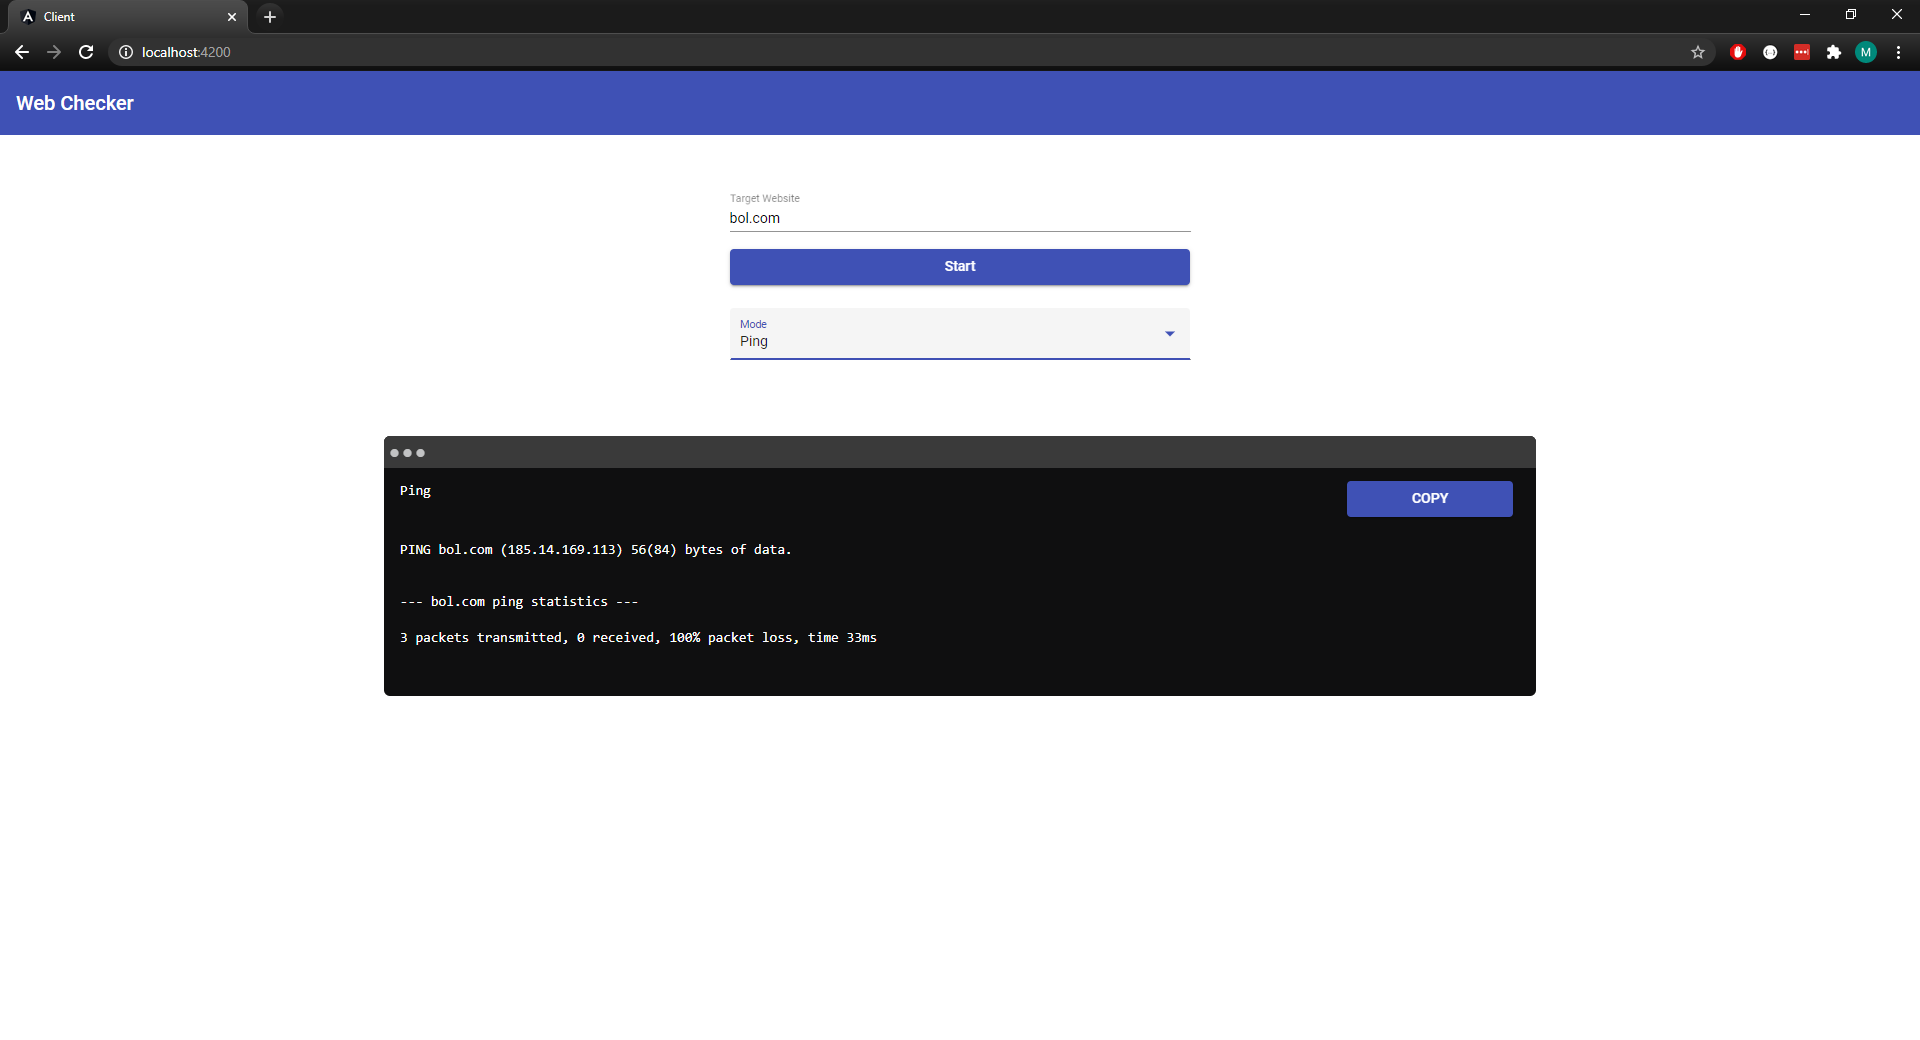 Client
localhost:4200
M
Web Checker
Target Website
bol.com
Start
Mode
Ping
Ping
COPY
PING bol.com (185.14.169.113) 56(84) bytes of data.
--- bol.com ping statistics ---
3 packets transmitted, 0 received, 100% packet loss, time 33ms